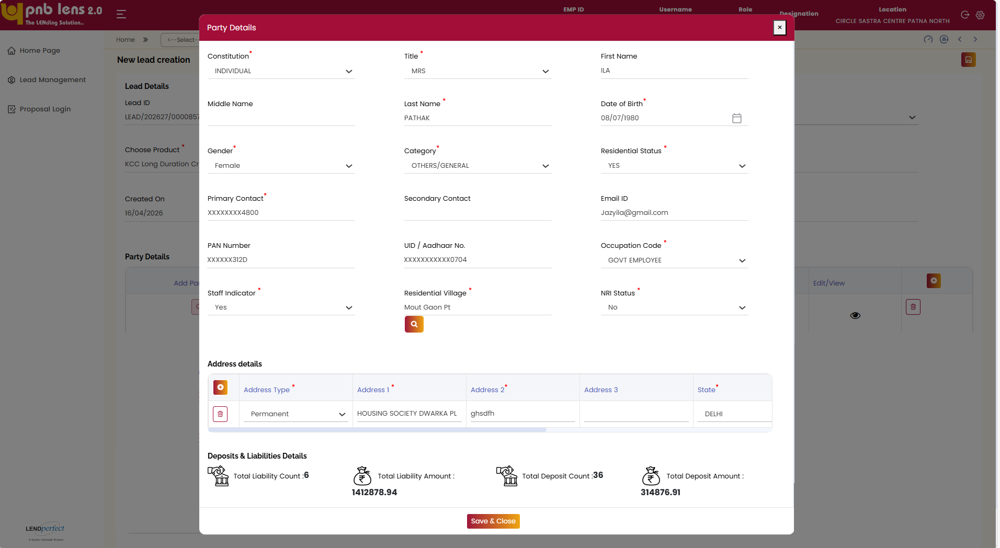 pnb lens 2.0
The LENding Solution..
EMP ID
Username
Role
Designation
Location
CIRCLE SASTRA CENTRE PATNA NORTH
Home Page
Lead Management
Proposal Login
Home » <--Select-
New lead creation
Lead Details
Lead ID
LEAD/202627/0000857
Choose Product *
KCC Long Duration Cr
Created On
16/04/2026
Party Details
Add Pa
Edit/View
Party Details
×
Constitution* Title * First Name
INDIVIDUAL MRS ILA
Middle Name Last Name * Date of Birth*
PATHAK 08/07/1980
Gender* Category* Residential Status *
Female OTHERS/GENERAL YES
Primary Contact* Secondary Contact Email ID
XXXXXXXX4800 Jazyila@gmail.com
PAN Number UID / Aadhaar No. Occupation Code *
XXXXXX312D XXXXXXXXXXX0704 GOVT EMPLOYEE
Staff Indicator * Residential Village * NRI Status *
Yes Mout Gaon Pt No
Address details
Address Type * Address 1 * Address 2* Address 3 State*
Permanent HOUSING SOCIETY DWARKA PL ghsdfh DELHI
Deposits & Liabilities Details
Total Liability Count :6 Total Liability Amount : Total Deposit Count :36 Total Deposit Amount :
1412878.94 314876.91
Save & Close
LENDperfect
A SysArc Infomatix Product